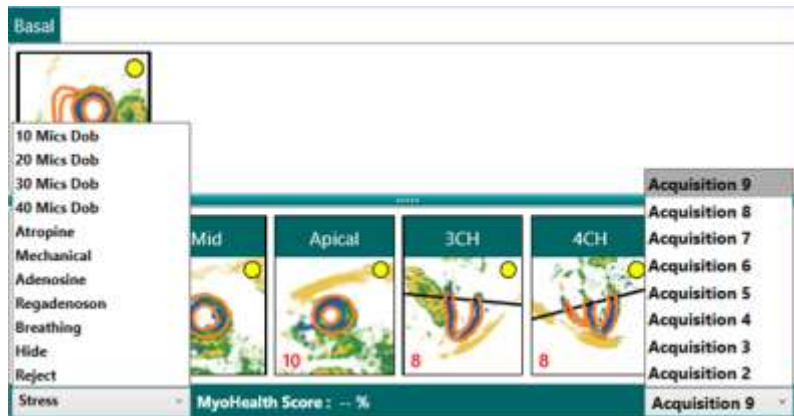 Basal
10 Mics Dob
20 Mics Dob
30 Mics Dob
40 Mics Dob
Atropine
Mechanical
Adenosine
Regadenoson
Breathing
Hide
Reject
Stress
Mid
Apical
3CH
4CH
10
8
8
MyoHealth Score : -- %
Acquisition 9
Acquisition 8
Acquisition 7
Acquisition 6
Acquisition 5
Acquisition 4
Acquisition 3
Acquisition 2
Acquisition 9